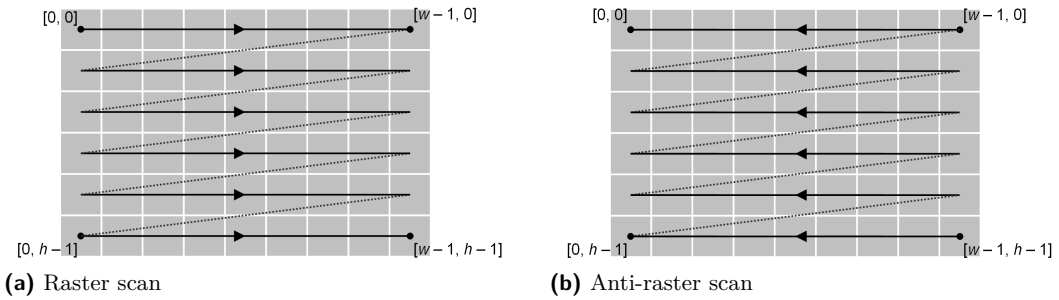 [0, 0]
[w – 1, 0]
[0, h – 1]
[w – 1, h – 1]
(a) Raster scan
[0, 0]
[w – 1, 0]
[0, h – 1]
[w – 1, h – 1]
(b) Anti-raster scan